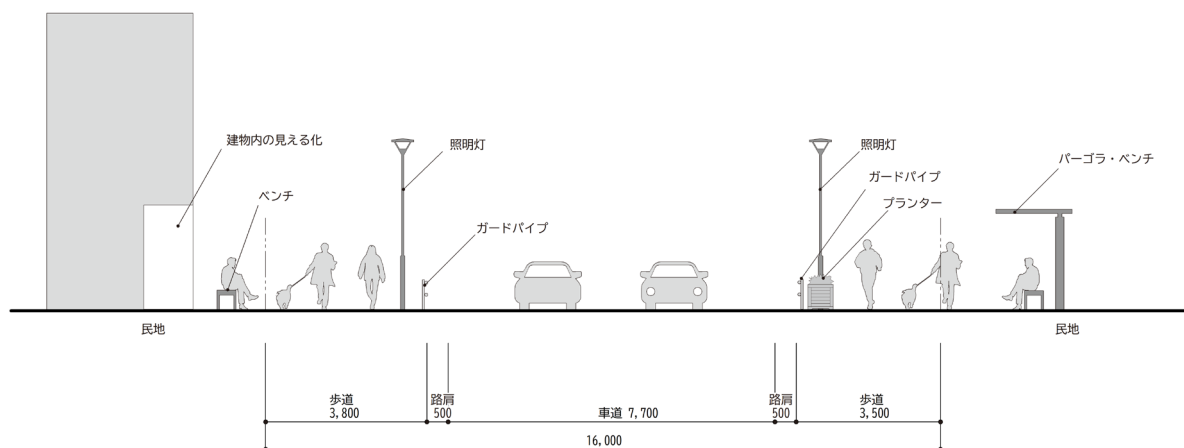 建物内の見える化
ベンチ
照明灯
ガードパイプ
照明灯
ガードパイプ
プランター
パーゴラ・ベンチ
民地
民地
歩道
3,800
路肩
500
車道 7,700
路肩
500
歩道
3,500
16,000